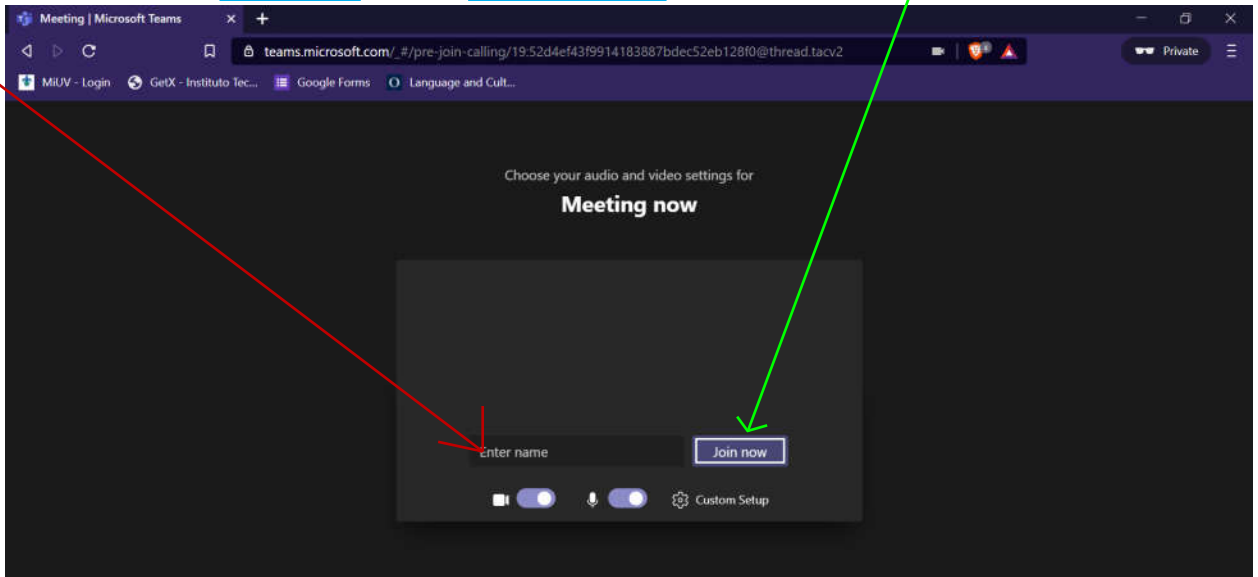 Meeting | Microsoft Teams
teams.microsoft.com/_#/pre-join-calling/19:52d4ef43f9914183887bdec52eb128f0@thread.tacv2
Private
MiUV - Login GetX - Instituto Tec... Google Forms Language and Cult...
Choose your audio and video settings for
Meeting now
Enter name Join now
Custom Setup